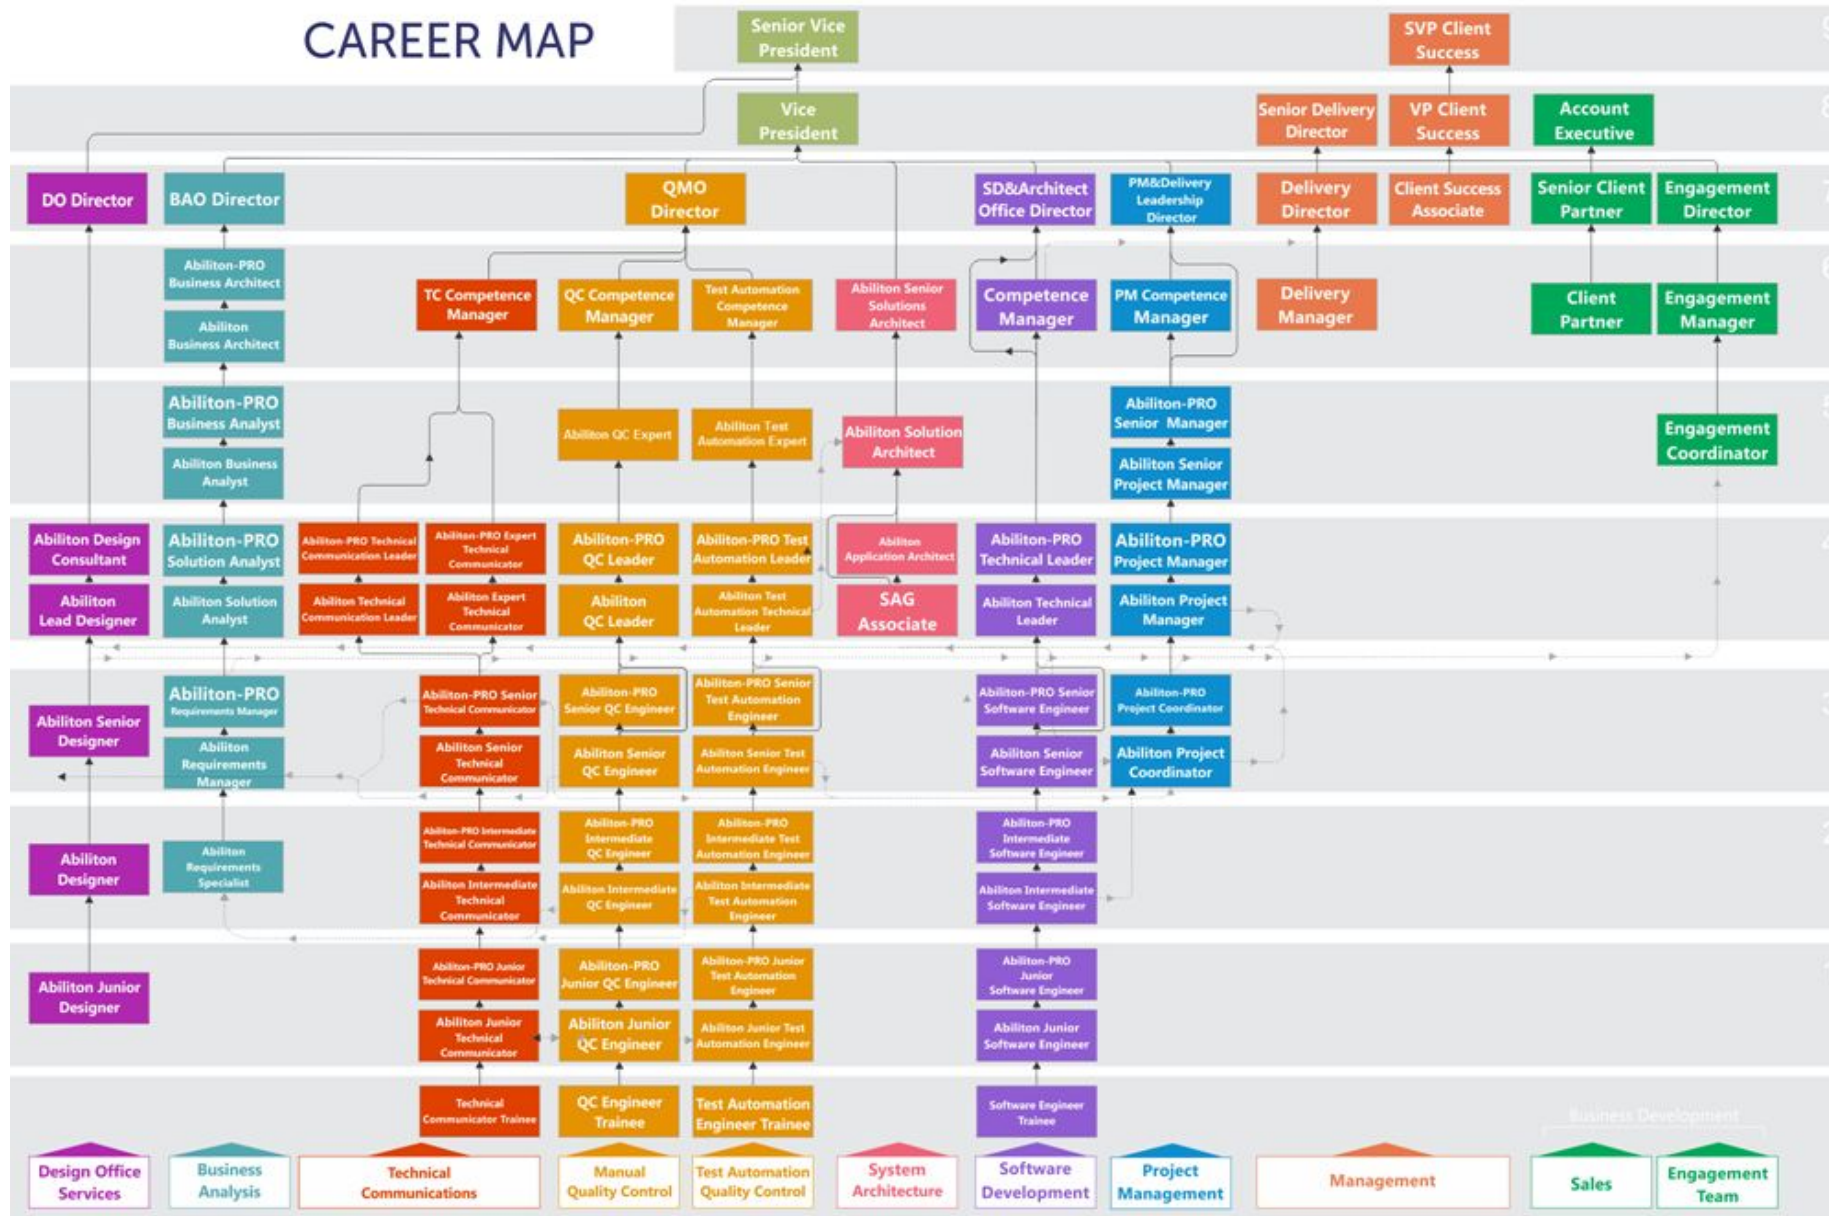 CAREER MAP
Senior Vice
President
SVP Client
Success
Vice
President
Senior Delivery
Director
VP Client
Success
Account
Executive
DO Director
BAO Director
QMO
Director
SD&Architect
Office Director
PM&Delivery
Leadership
Director
Delivery
Director
Client Success
Associate
Senior Client
Partner
Engagement
Director
7
Abiliton-PRO
Business Architect
Abiliton
Business Architect
TC Competence
Manager
QC Competence
Manager
Test Automation
Competence
Manager
Abiliton Senior
Solutions
Architect
Competence
Manager
PM Competence
Manager
Delivery
Manager
Client
Partner
Engagement
Manager
6
Abiliton-PRO
Business Analyst
Abiliton Business
Analyst
Abiliton QC Expert
Abiliton Test
Automation Expert
Abiliton Solution
Architect
Abiliton-PRO
Senior Manager
Abiliton Senior
Project Manager
Engagement
Coordinator
5
Abiliton Design
Consultant
Abiliton
Lead Designer
Abiliton-PRO
Solution Analyst
Abiliton Solution
Analyst
Abiliton-PRO Technical
Communication Leader
Abiliton Technical
Communication Leader
Abiliton-PRO Expert
Technical
Communicator
Abiliton Expert
Technical
Communicator
Abiliton-PRO
QC Leader
Abiliton
QC Leader
Abiliton-PRO Test
Automation Leader
Abiliton Test
Automation Technical
Leader
Abiliton
Application Architect
SAG
Associate
Abiliton-PRO
Technical Leader
Abiliton Technical
Leader
Abiliton-PRO
Project Manager
Abiliton Project
Manager
4
Abiliton Senior
Designer
Abiliton-PRO
Requirements Manager
Abiliton
Requirements
Manager
Abiliton-PRO Senior
Technical Communicator
Abiliton Senior
Technical
Communicator
Abiliton-PRO
Senior QC Engineer
Abiliton Senior
QC Engineer
Abiliton-PRO Senior
Test Automation
Engineer
Abiliton Senior Test
Automation Engineer
Abiliton-PRO Senior
Software Engineer
Abiliton Senior
Software Engineer
Abiliton-PRO
Project Coordinator
Abiliton Project
Coordinator
3
Abiliton
Designer
Abiliton
Requirements
Specialist
Abiliton-PRO Intermediate
Technical Communicator
Abiliton Intermediate
Technical
Communicator
Abiliton-PRO
Intermediate
QC Engineer
Abiliton Intermediate
QC Engineer
Abiliton-PRO
Intermediate Test
Automation Engineer
Abiliton Intermediate
Test Automation
Engineer
Abiliton-PRO
Intermediate
Software Engineer
Abiliton Intermediate
Software Engineer
2
Abiliton Junior
Designer
Abiliton-PRO Junior
Technical Communicator
Abiliton Junior
Technical
Communicator
Abiliton-PRO
Junior QC Engineer
Abiliton Junior
QC Engineer
Abiliton-PRO Junior
Test Automation
Engineer
Abiliton Junior Test
Automation Engineer
Abiliton-PRO
Junior
Software Engineer
Abiliton Junior
Software Engineer
Technical
Communicator Trainee
QC Engineer
Trainee
Test Automation
Engineer Trainee
Software Engineer
Trainee
Business Development
Design Office
Services
Business
Analysis
Technical
Communications
Manual
Quality Control
Test Automation
Quality Control
System
Architecture
Software
Development
Project
Management
Management
Sales
Engagement
Team